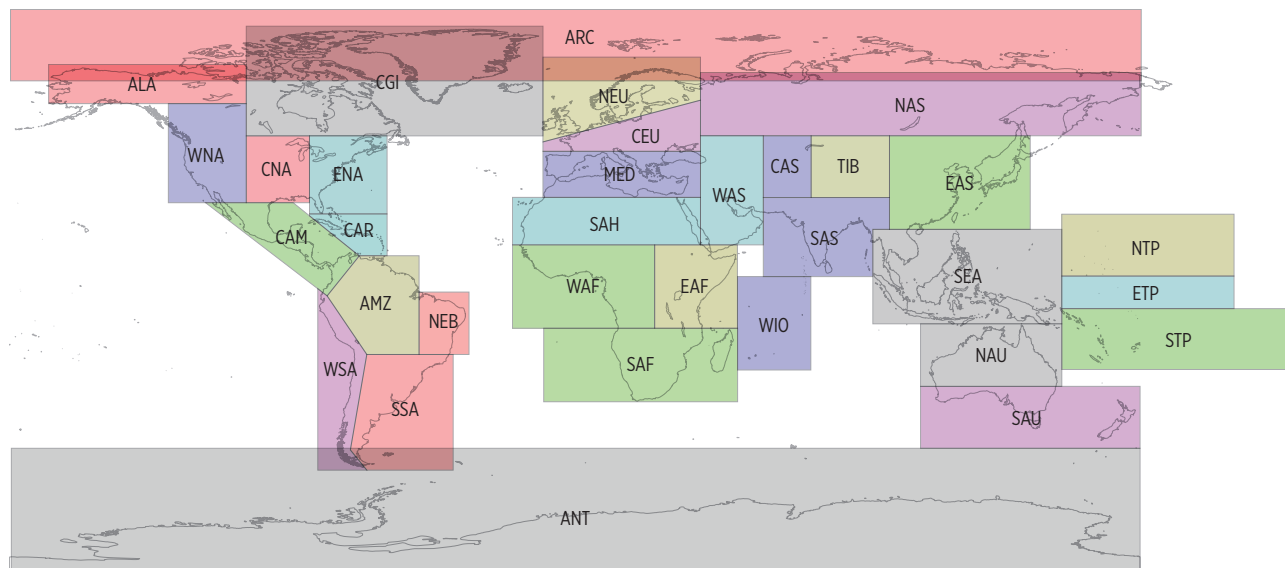 ARC
ALA
CGI
NEU
NAS
CEU
WNA
CNA
ENA
MED
WAS
CAS
TIB
EAS
CAM
CAR
SAH
SAS
NTP
SEA
AMZ
WAF
EAF
ETP
NEB
WIO
STP
WSA
SAF
NAU
SSA
SAU
ANT